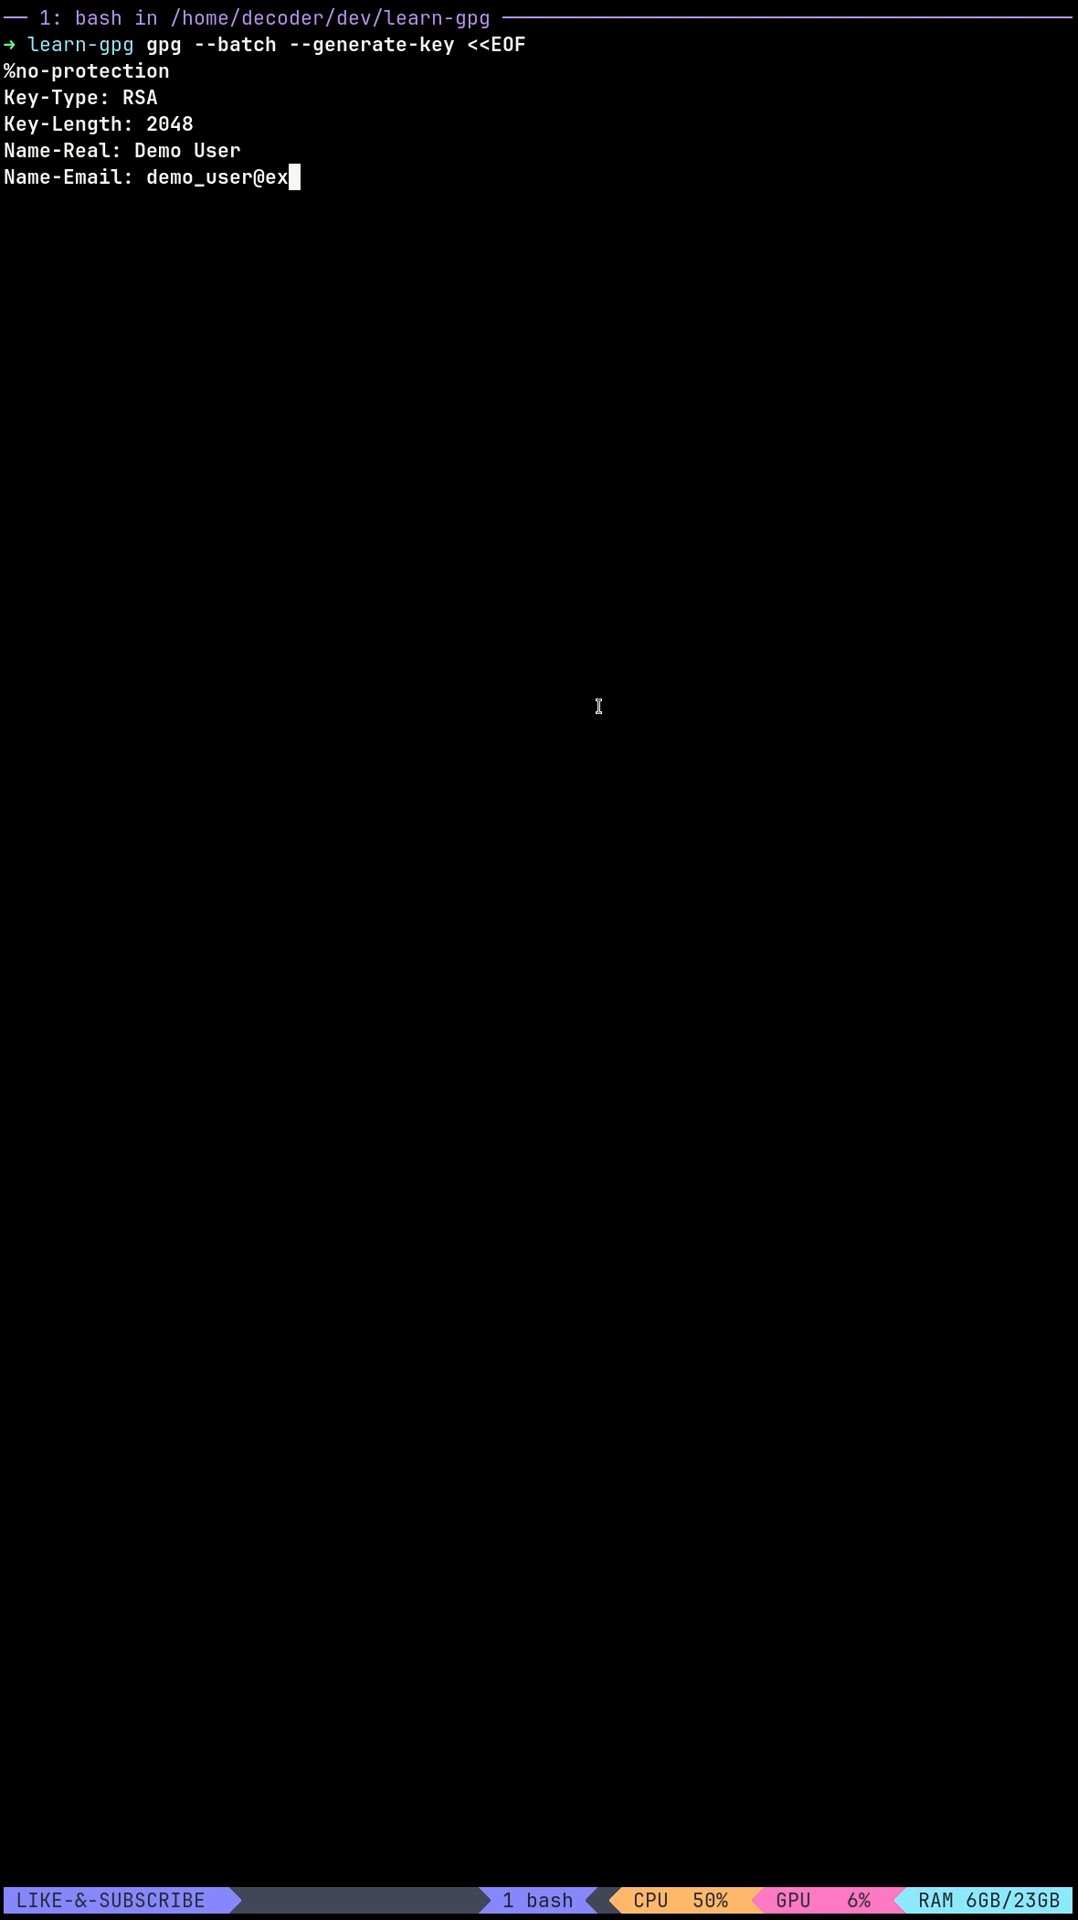 1: bash in /home/decoder/dev/learn-gpg
→ learn-gpg gpg --batch --generate-key <<EOF
%no-protection
Key-Type: RSA
Key-Length: 2048
Name-Real: Demo User
Name-Email: demo_user@ex
LIKE-&-SUBSCRIBE 1 bash CPU 50% GPU 6% RAM 6GB/23GB